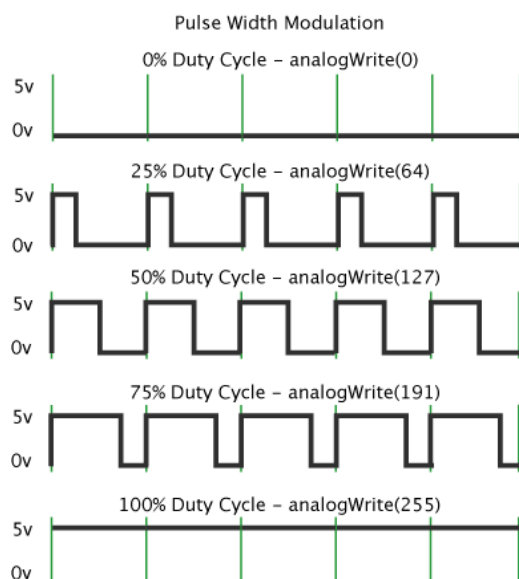 Pulse Width Modulation
0% Duty Cycle – analogWrite(0)
5v
0v
25% Duty Cycle – analogWrite(64)
5v
0v
50% Duty Cycle – analogWrite(127)
5v
0v
75% Duty Cycle – analogWrite(191)
5v
0v
100% Duty Cycle – analogWrite(255)
5v
0v